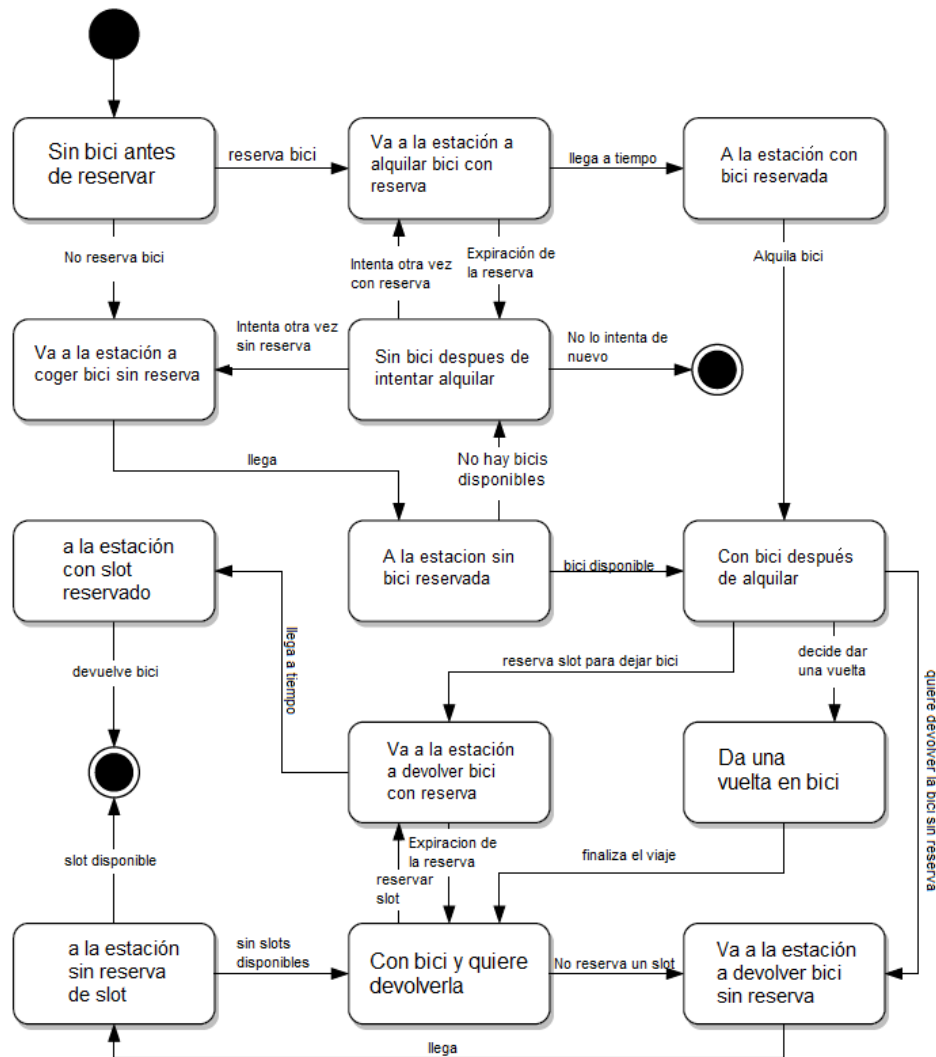 Sin bici antes
de reservar
reserva bici
Va a la estación a
alquilar bici con
reserva
llega a tiempo
A la estación con
bici reservada
No reserva bici
Intenta otra vez
con reserva
Expiración de
la reserva
Alquila bici
Va a la estación a
coger bici sin reserva
Intenta otra vez
sin reserva
Sin bici despues de
intentar alquilar
No lo intenta de
nuevo
llega
No hay bicis
disponibles
a la estación
con slot
reservado
A la estacion sin
bici reservada
bici disponible
Con bici después
de alquilar
devuelve bici
llega a tiempo
reserva slot para dejar bici
decide dar
una vuelta
quiere devolver la bici sin reserva
Va a la estación
a devolver bici
con reserva
Da una
vuelta en bici
slot disponible
Expiracion de
la reserva
reservar
slot
finaliza el viaje
a la estación
sin reserva
de slot
sin slots
disponibles
Con bici y quiere
devolverla
No reserva un slot
Va a la estación
a devolver bici
sin reserva
llega